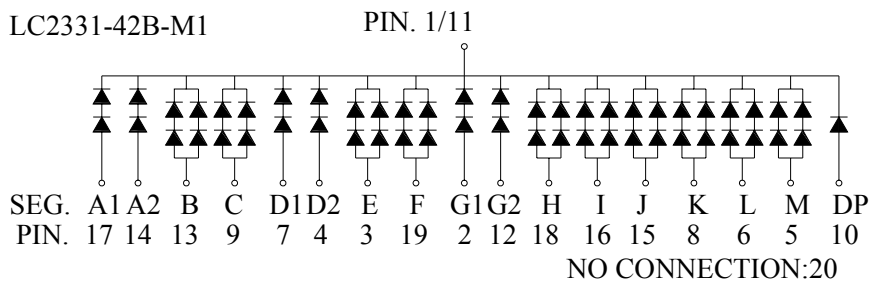 LC2331-42B-M1
PIN. 1/11
SEG. A1 A2 B C D1 D2 E F G1 G2 H I J K L M DP
PIN. 17 14 13 9 7 4 3 19 2 12 18 16 15 8 6 5 10
NO CONNECTION:20